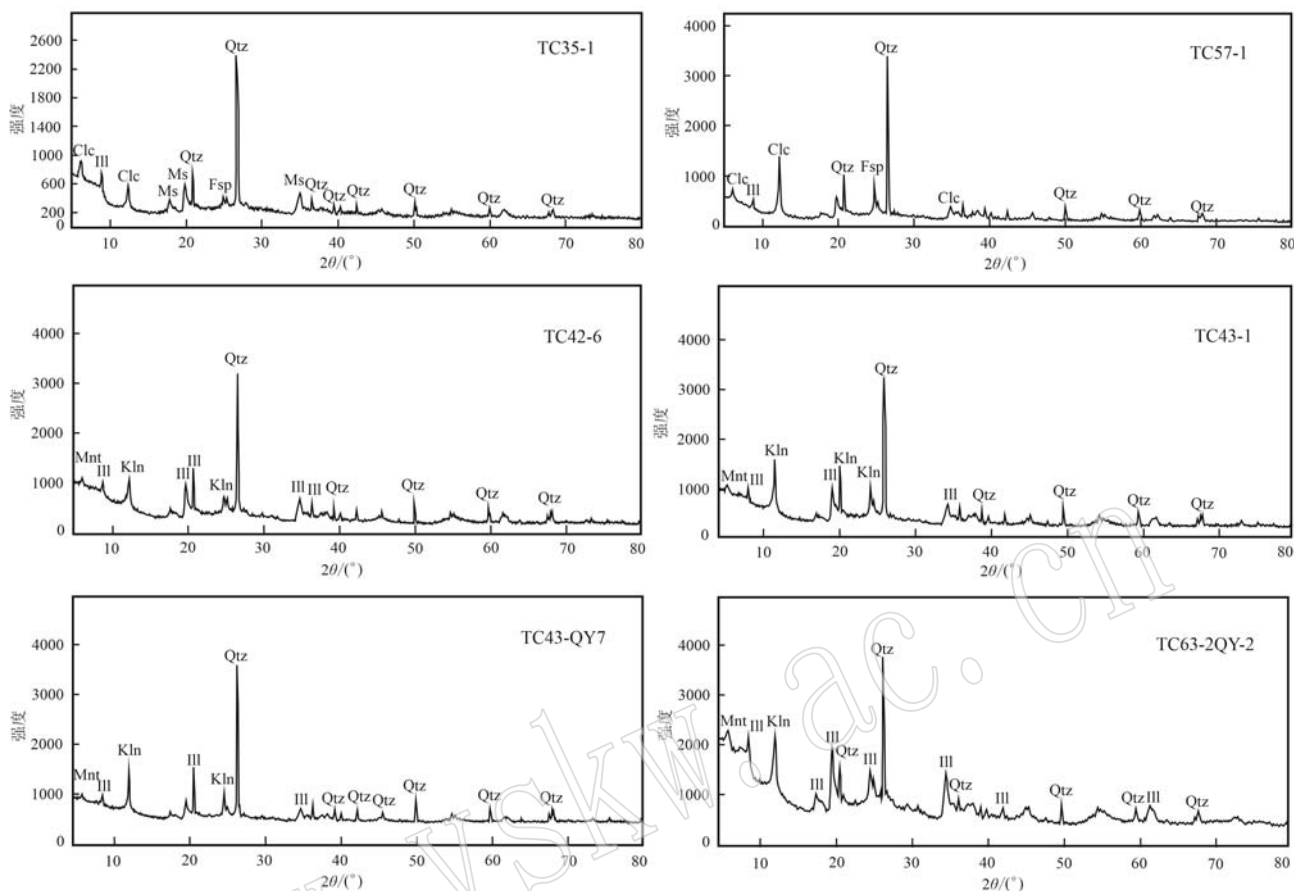 TC35-1
强度
2600
2200
1800
1400
1000
600
200
Clc Ill Clc Ms Ms Qtz Fsp Qtz Ms Qtz Qtz Qtz Qtz Qtz Qtz
10 20 30 40 50 60 70 80
2θ/(°)
TC57-1
强度
4000
3000
2000
1000
0
Clc Ill Clc Qtz Fsp Qtz Clc Qtz Qtz Qtz
10 20 30 40 50 60 70 80
2θ/(°)
TC42-6
强度
4000
3000
2000
1000
0
Mnt Ill Kln Ill Ill Kln Qtz Ill Ill Qtz Qtz Qtz Qtz
10 20 30 40 50 60 70 80
2θ/(°)
TC43-1
强度
4000
3000
2000
1000
0
Mnt Ill Kln Ill Kln Kln Qtz Ill Qtz Qtz Qtz Qtz
10 20 30 40 50 60 70 80
2θ/(°)
TC43-QY7
强度
4000
3000
2000
1000
0
Mnt Ill Kln Ill Kln Qtz Ill Qtz Qtz Qtz Qtz Qtz Qtz
10 20 30 40 50 60 70 80
2θ/(°)
TC63-2QY-2
强度
4000
3000
2000
1000
0
Mnt Ill Kln Ill Ill Qtz Ill Qtz Ill Qtz Ill Qtz Qtz Ill Qtz
10 20 30 40 50 60 70 80
2θ/(°)
.yskw.ac.cn